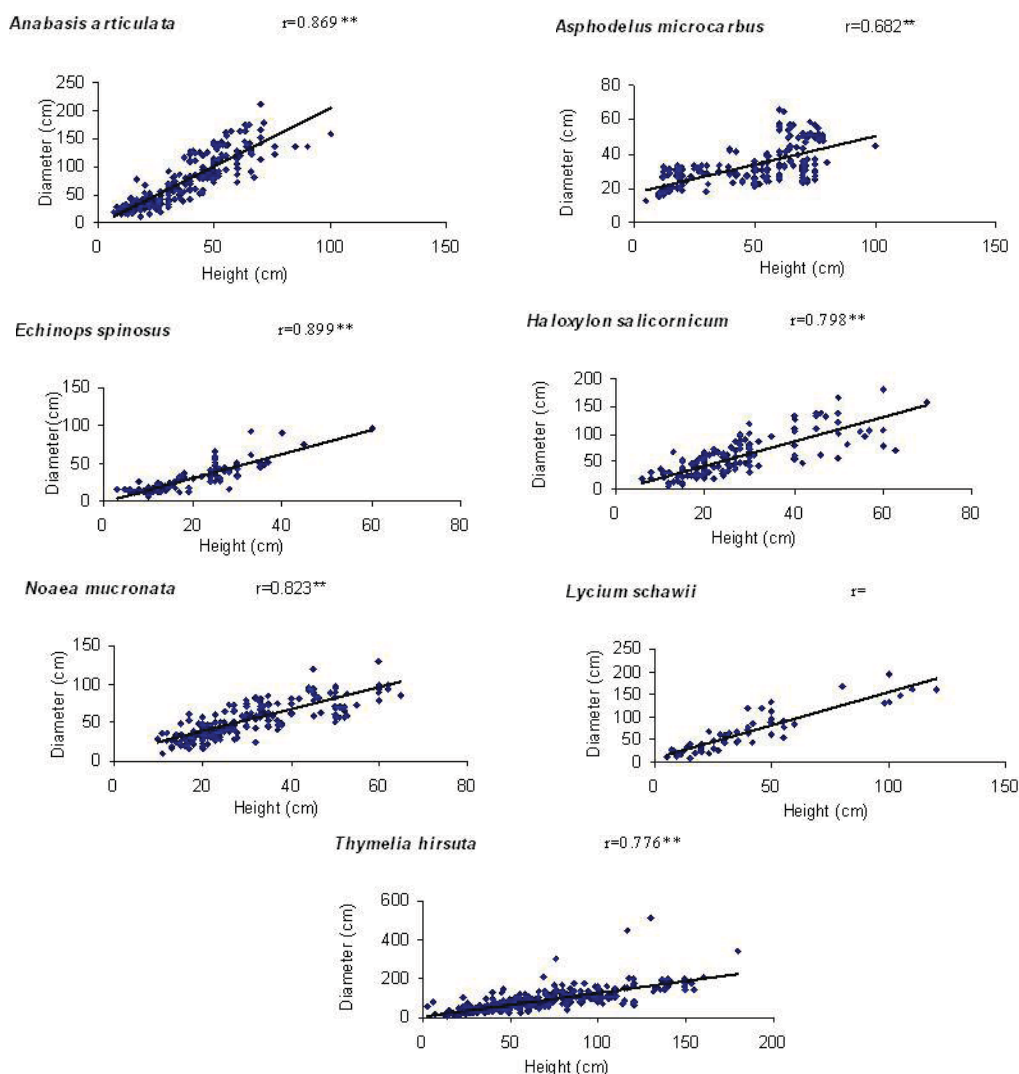 Anabasis articulata r=0.869**
Asphodelus microcarbus r=0.682**
250
200
150
100
50
0
Diameter (cm)
0 50 100 150
Height (cm)
80
60
40
20
0
Diameter (cm)
0 50 100 150
Height (cm)
Echinops spinosus r=0.899**
Haloxylon salicornicum r=0.798**
150
100
50
0
Diameter(cm)
0 20 40 60 80
Height (cm)
200
150
100
50
0
Diameter (cm)
0 20 40 60 80
Height (cm)
Noaea mucronata r=0.823**
Lycium schawii r=
150
100
50
0
Diameter (cm)
0 20 40 60 80
Height (cm)
250
200
150
100
50
0
Diameter (cm)
0 50 100 150
Height (cm)
Thymelia hirsuta r=0.776**
600
400
200
0
Diameter (cm)
0 50 100 150 200
Height (cm)